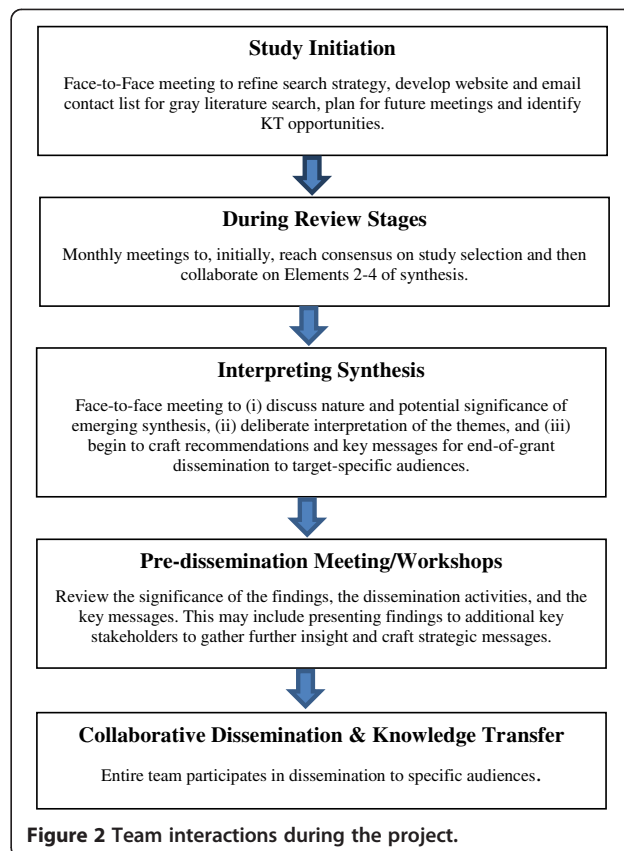 Study Initiation
Face-to-Face meeting to refine search strategy, develop website and email
contact list for gray literature search, plan for future meetings and identify
KT opportunities.
During Review Stages
Monthly meetings to, initially, reach consensus on study selection and then
collaborate on Elements 2-4 of synthesis.
Interpreting Synthesis
Face-to-face meeting to (i) discuss nature and potential significance of
emerging synthesis, (ii) deliberate interpretation of the themes, and (iii)
begin to craft recommendations and key messages for end-of-grant
dissemination to target-specific audiences.
Pre-dissemination Meeting/Workshops
Review the significance of the findings, the dissemination activities, and the
key messages. This may include presenting findings to additional key
stakeholders to gather further insight and craft strategic messages.
Collaborative Dissemination & Knowledge Transfer
Entire team participates in dissemination to specific audiences.
Figure 2 Team interactions during the project.